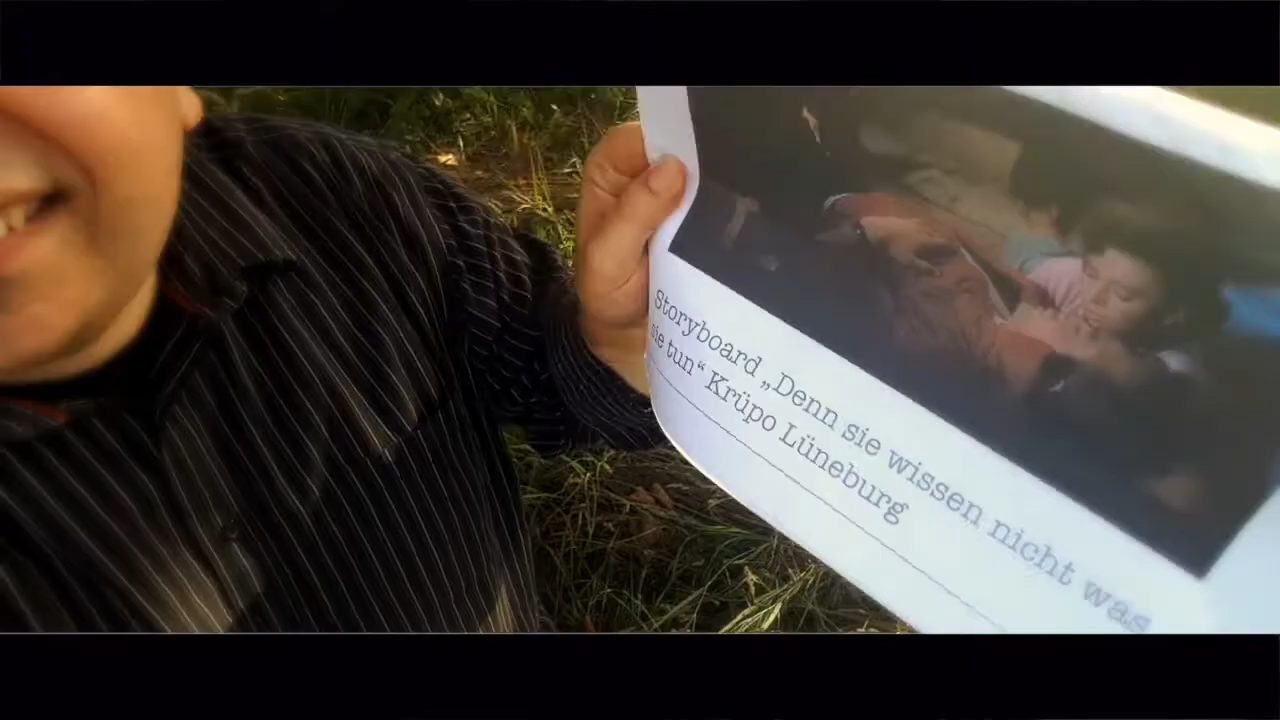 Storyboard „Denn sie wissen nicht was
sie tun“ Krüpo Lüneburg